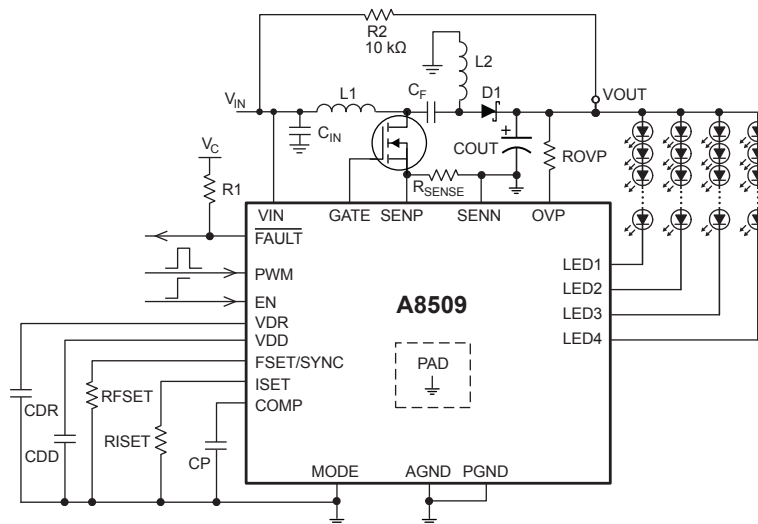 R2
10 kΩ
L2
L1
CF
D1
VOUT
VIN
CIN
COUT
ROVP
VC
R1
RSENSE
VIN
GATE
SENP
SENN
OVP
FAULT
PWM
EN
VDR
VDD
FSET/SYNC
ISET
COMP
A8509
PAD
LED1
LED2
LED3
LED4
CDR
CDD
RFSET
RISET
CP
MODE
AGND
PGND